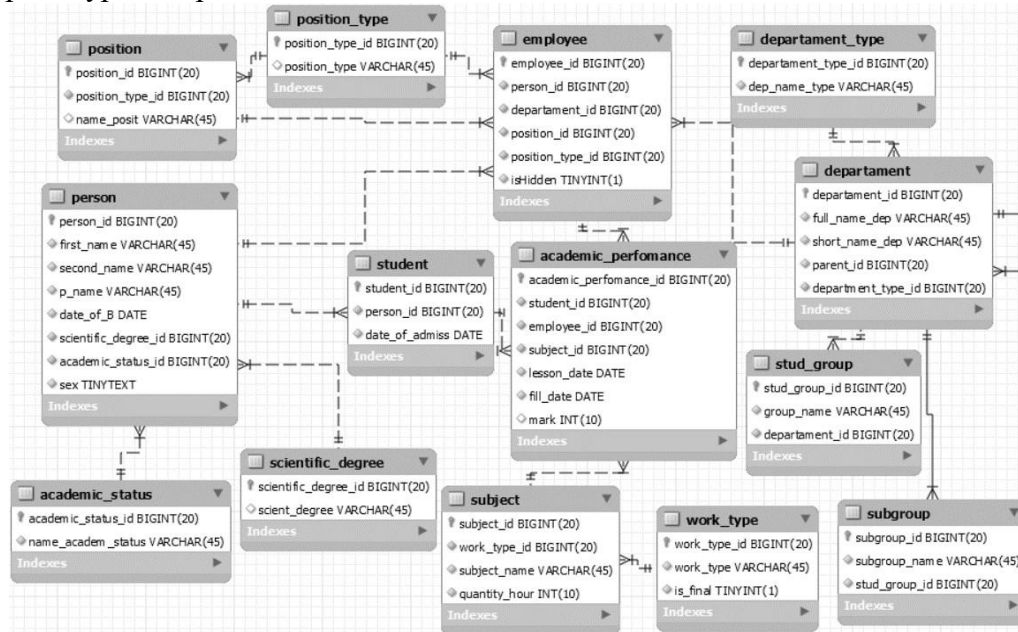 position_type
position_type_id BIGINT(20)
position_type VARCHAR(45)
Indexes
position
position_id BIGINT(20)
position_type_id BIGINT(20)
name_posit VARCHAR(45)
Indexes
employee
employee_id BIGINT(20)
person_id BIGINT(20)
departament_id BIGINT(20)
position_id BIGINT(20)
position_type_id BIGINT(20)
isHidden TINYINT(1)
Indexes
departament_type
departament_type_id BIGINT(20)
dep_name_type VARCHAR(45)
Indexes
departament
departament_id BIGINT(20)
full_name_dep VARCHAR(45)
short_name_dep VARCHAR(45)
parent_id BIGINT(20)
department_type_id BIGINT(20)
Indexes
person
person_id BIGINT(20)
first_name VARCHAR(45)
second_name VARCHAR(45)
p_name VARCHAR(45)
date_of_B DATE
scientific_degree_id BIGINT(20)
academic_status_id BIGINT(20)
sex TINYTEXT
Indexes
student
student_id BIGINT(20)
person_id BIGINT(20)
date_of_admiss DATE
Indexes
academic_perfomance
academic_perfomance_id BIGINT(20)
student_id BIGINT(20)
employee_id BIGINT(20)
subject_id BIGINT(20)
lesson_date DATE
fill_date DATE
mark INT(10)
Indexes
stud_group
stud_group_id BIGINT(20)
group_name VARCHAR(45)
departament_id BIGINT(20)
Indexes
academic_status
academic_status_id BIGINT(20)
name_academ_status VARCHAR(45)
Indexes
scientific_degree
scientific_degree_id BIGINT(20)
scient_degree VARCHAR(45)
Indexes
subject
subject_id BIGINT(20)
work_type_id BIGINT(20)
subject_name VARCHAR(45)
quantity_hour INT(10)
Indexes
work_type
work_type_id BIGINT(20)
work_type VARCHAR(45)
is_final TINYINT(1)
Indexes
subgroup
subgroup_id BIGINT(20)
subgroup_name VARCHAR(45)
stud_group_id BIGINT(20)
Indexes